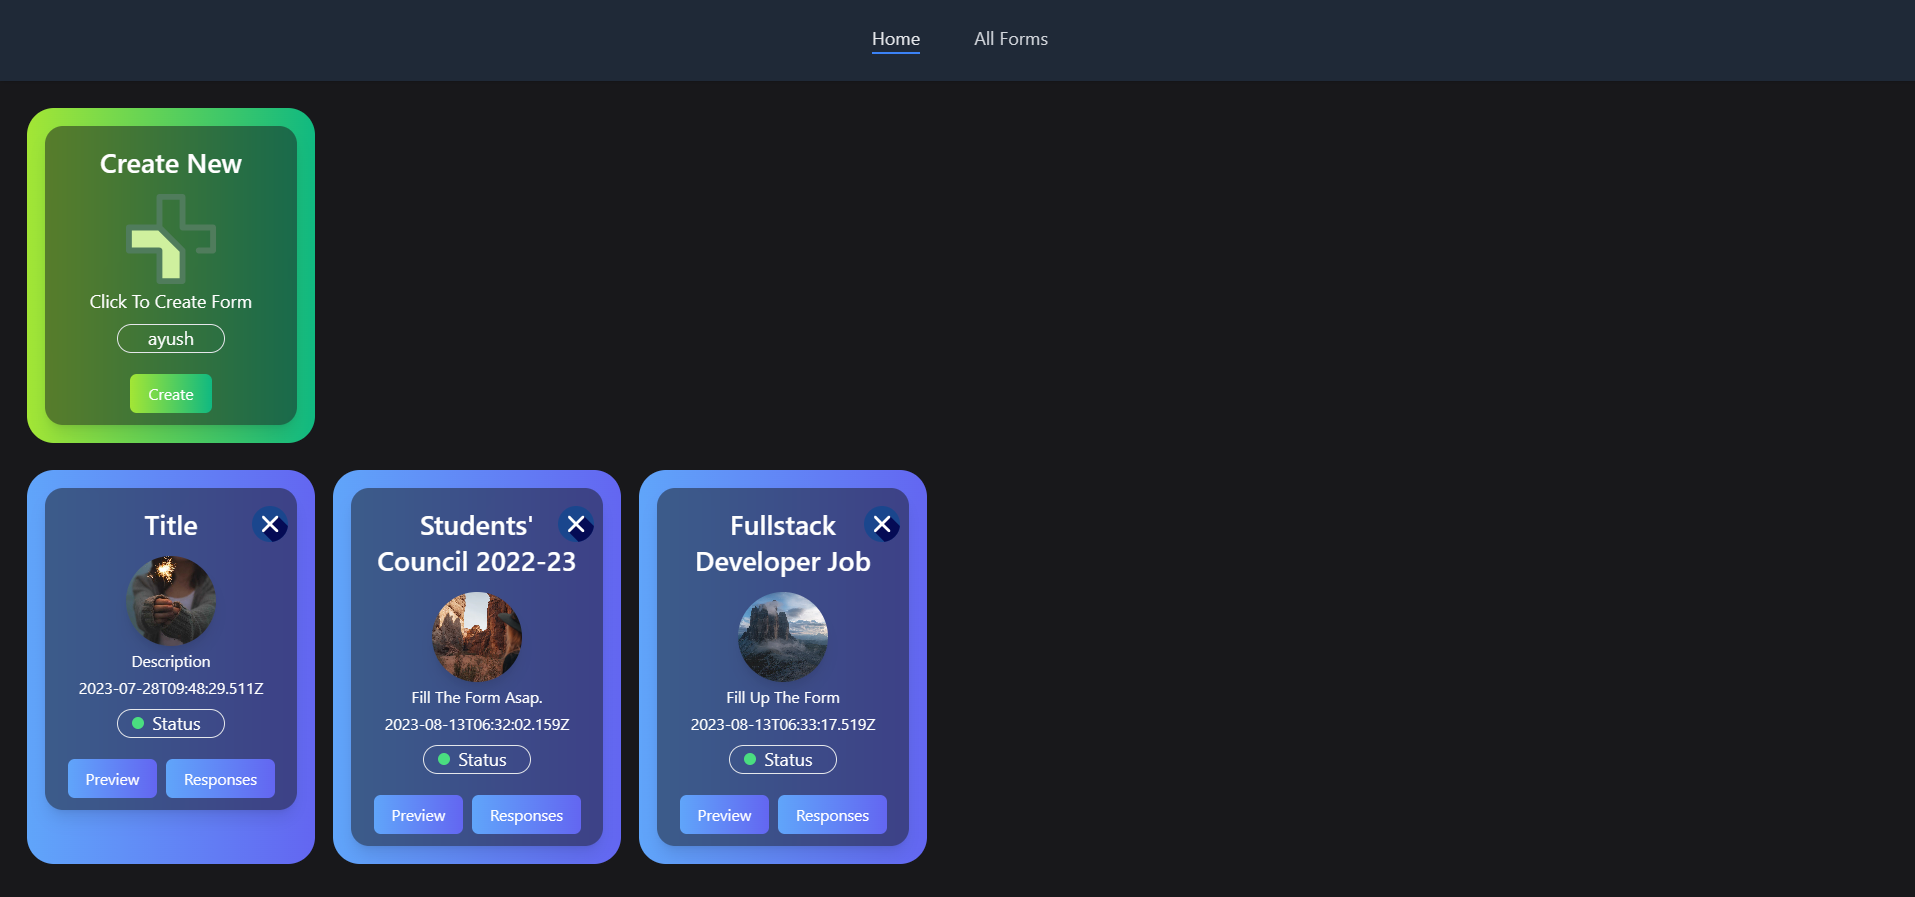 Home
All Forms
Create New
Click To Create Form
ayush
Create
Title
Description
2023-07-28T09:48:29.511Z
Status
Preview
Responses
Students'
Council 2022-23
Fill The Form Asap.
2023-08-13T06:32:02.159Z
Status
Preview
Responses
Fullstack
Developer Job
Fill Up The Form
2023-08-13T06:33:17.519Z
Status
Preview
Responses